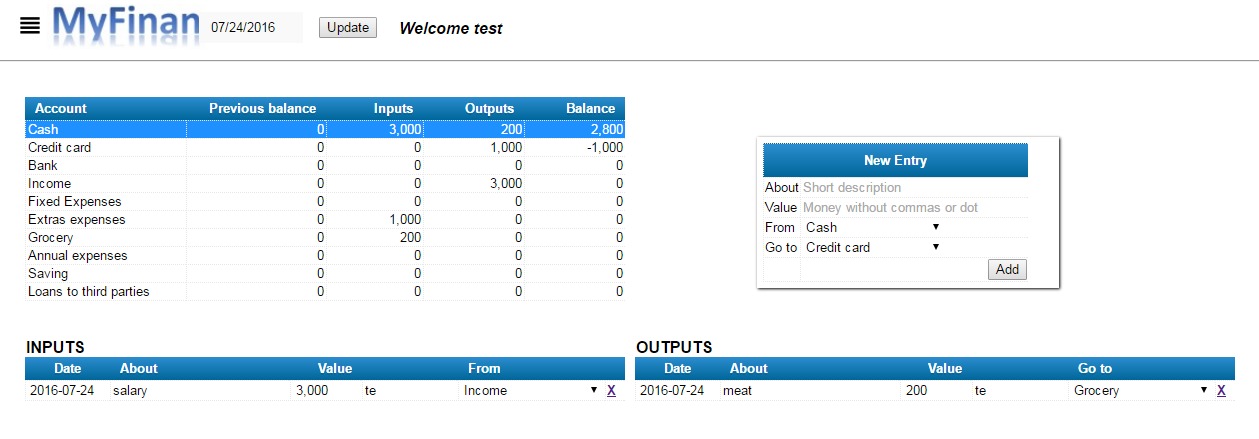 MyFinan 07/24/2016 Update Welcome test
Account Previous balance Inputs Outputs Balance
Cash 0 3,000 200 2,800
Credit card 0 0 1,000 -1,000
Bank 0 0 0 0
Income 0 0 3,000 0
Fixed Expenses 0 0 0 0
Extras expenses 0 1,000 0 0
Grocery 0 200 0 0
Annual expenses 0 0 0 0
Saving 0 0 0 0
Loans to third parties 0 0 0 0
New Entry
About Short description
Value Money without commas or dot
From Cash
Go to Credit card
Add
INPUTS
Date About Value From
2016-07-24 salary 3,000 te Income X
OUTPUTS
Date About Value Go to
2016-07-24 meat 200 te Grocery X